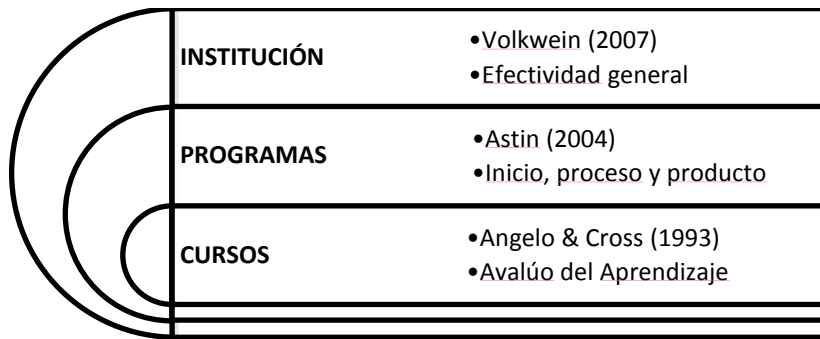 INSTITUCIÓN
•Volkwein (2007)
•Efectividad general
PROGRAMAS
•Astin (2004)
•Inicio, proceso y producto
CURSOS
•Angelo & Cross (1993)
•Avalúo del Aprendizaje